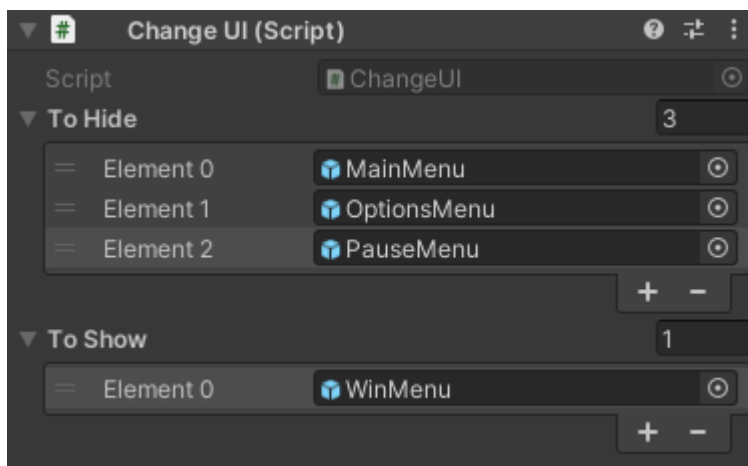 Change UI (Script)
Script ChangeUI
To Hide 3
Element 0 MainMenu
Element 1 OptionsMenu
Element 2 PauseMenu
+ −
To Show 1
Element 0 WinMenu
+ −